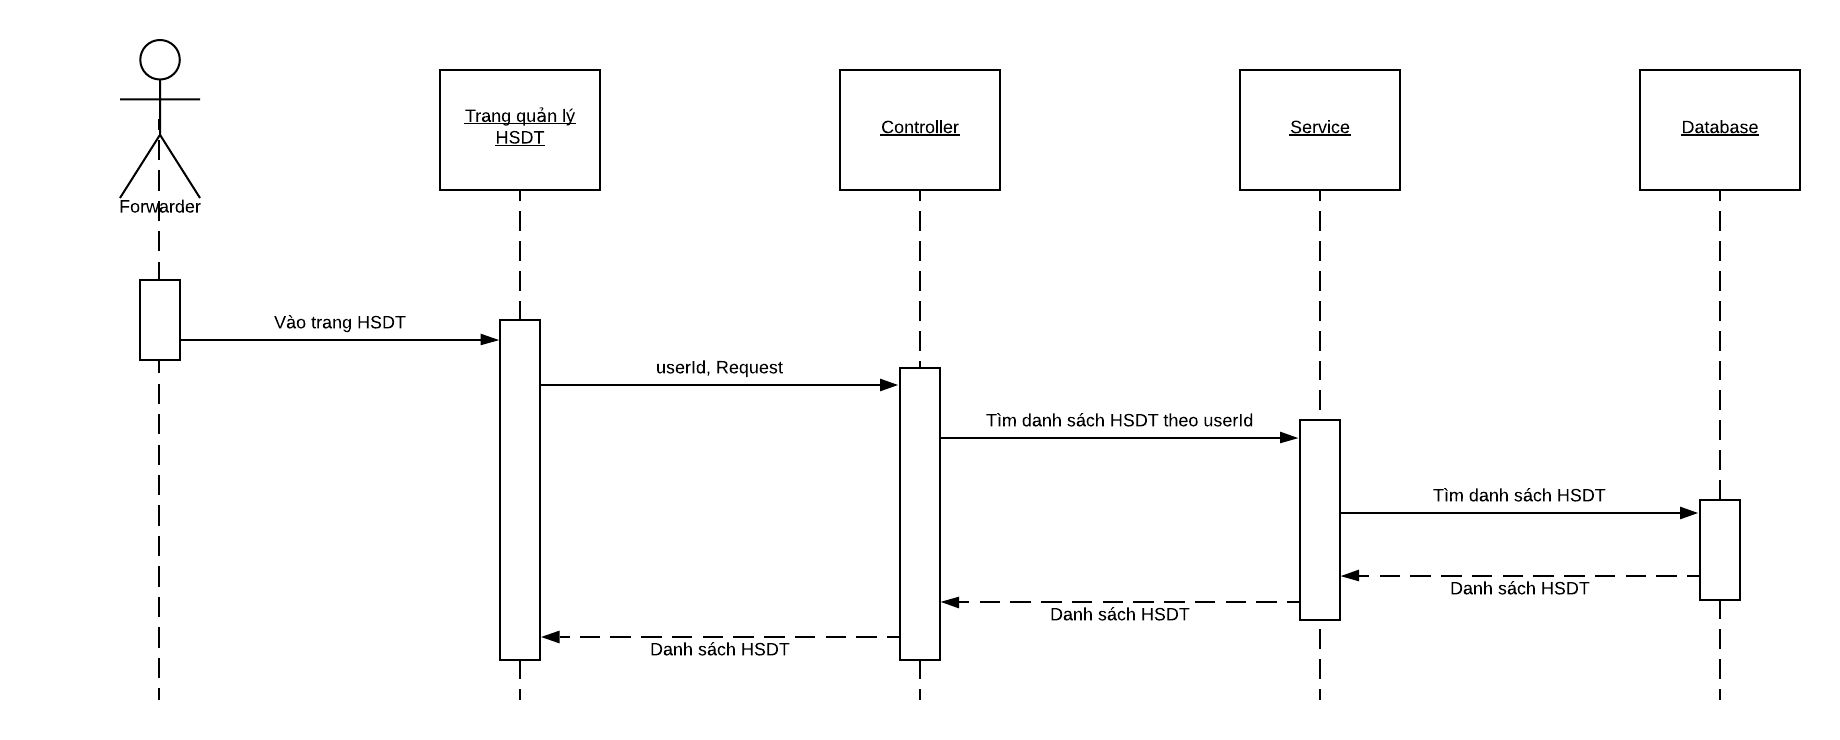 Forwarder
Trang quản lý
HSDT
Controller
Service
Database
Vào trang HSDT
userId, Request
Tìm danh sách HSDT theo userId
Tìm danh sách HSDT
Danh sách HSDT
Danh sách HSDT
Danh sách HSDT